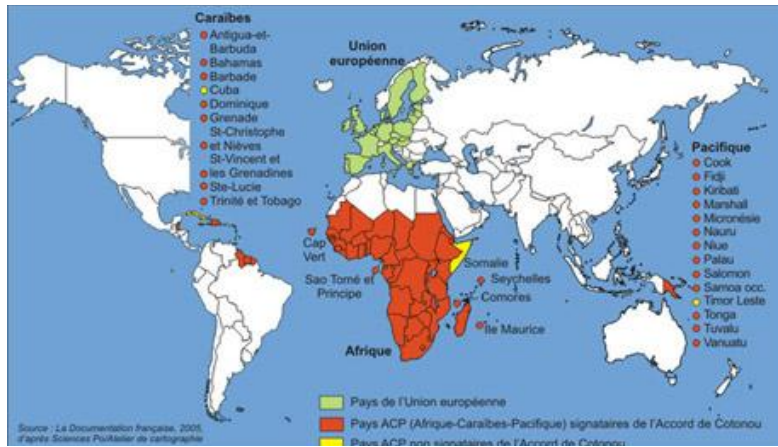 Caraïbes
Antigua-et-
Barbuda
Bahamas
Barbade
Cuba
Dominique
Grenade
St-Christophe
et Nièves
St-Vincent et
les Grenadines
Ste-Lucie
Trinité et Tobago
Union
européenne
Pacifique
Cook
Fidji
Kiribati
Marshall
Micronésie
Nauru
Niue
Palau
Salomon
Samoa occ.
Timor Leste
Tonga
Tuvalu
Vanuatu
Cap
Vert
Sao Tomé et
Principe
Somalie
Seychelles
Comores
Ile Maurice
Afrique
Pays de l'Union européenne
Pays ACP (Afrique-Caraïbes-Pacifique) signataires de l'Accord de Cotonou
Pays ACP non signataires de l'Accord de Cotonou
Source : La Documentation française, 2005,
d'après Sciences Po/Atelier de cartographie